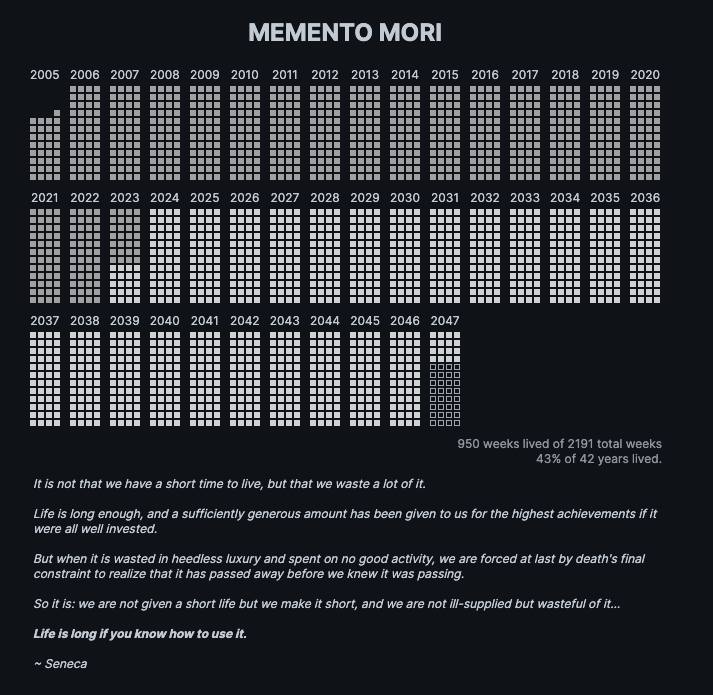 MEMENTO MORI
2005 2006 2007 2008 2009 2010 2011 2012 2013 2014 2015 2016 2017 2018 2019 2020
2021 2022 2023 2024 2025 2026 2027 2028 2029 2030 2031 2032 2033 2034 2035 2036
2037 2038 2039 2040 2041 2042 2043 2044 2045 2046 2047
950 weeks lived of 2191 total weeks
43% of 42 years lived.
It is not that we have a short time to live, but that we waste a lot of it.
Life is long enough, and a sufficiently generous amount has been given to us for the highest achievements if it
were all well invested.
But when it is wasted in heedless luxury and spent on no good activity, we are forced at last by death's final
constraint to realize that it has passed away before we knew it was passing.
So it is: we are not given a short life but we make it short, and we are not ill-supplied but wasteful of it...
Life is long if you know how to use it.
~ Seneca